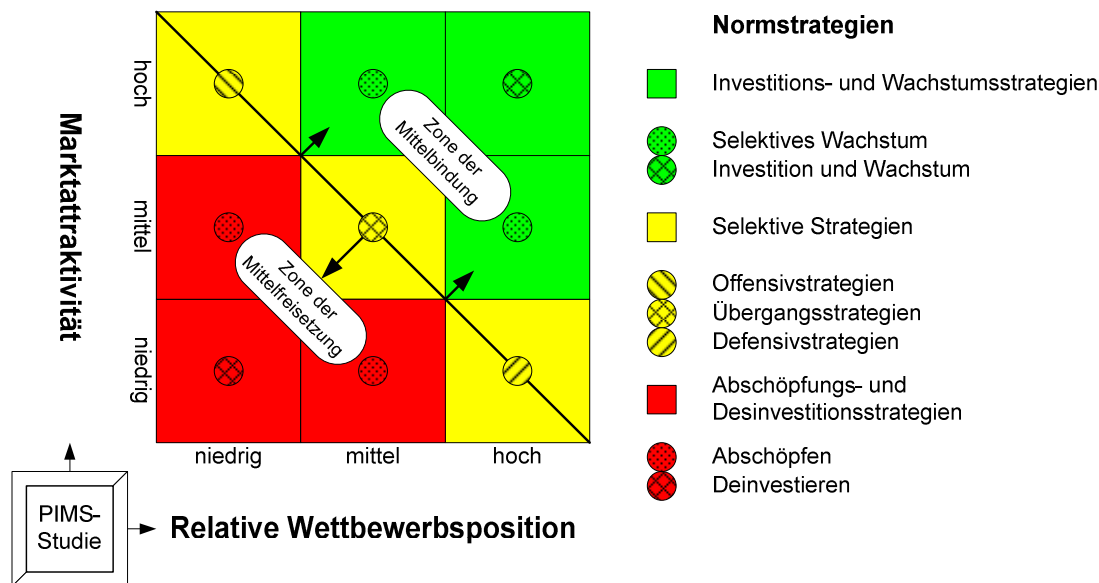 Normstrategien
hoch
mittel
niedrig
Marktattraktivität
Zone der
Mittelbindung
Zone der
Mittelfreisetzung
niedrig
mittel
hoch
PIMS-
Studie
Relative Wettbewerbsposition
Investitions- und Wachstumsstrategien
Selektives Wachstum
Investition und Wachstum
Selektive Strategien
Offensivstrategien
Übergangsstrategien
Defensivstrategien
Abschöpfungs- und
Desinvestitionsstrategien
Abschöpfen
Deinvestieren